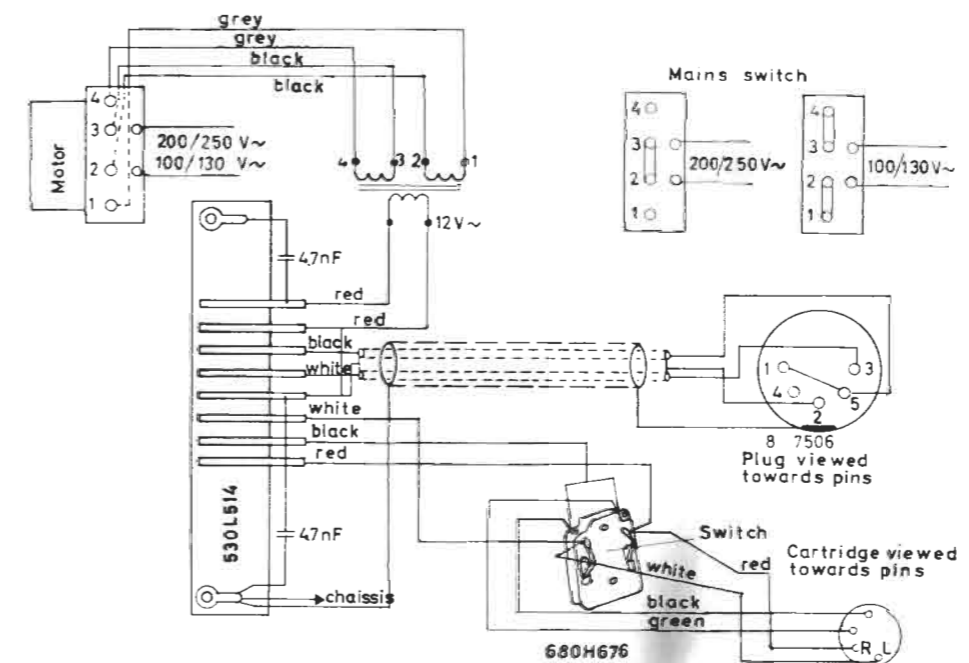 grey
grey
black
black
Mains switch
4
3
2
1
Motor
200/250 V~
100/130 V~
4
3
2
1
4
3
2
1
200/250V~
4
3
2
1
100/130V~
12V~
4,7nF
red
red
black
white
white
black
red
1
3
4
5
2
8 7506
Plug viewed
towards pins
530L514
4,7nF
chaissis
Switch
white
red
Cartridge viewed
towards pins
black
green
R L
680H676